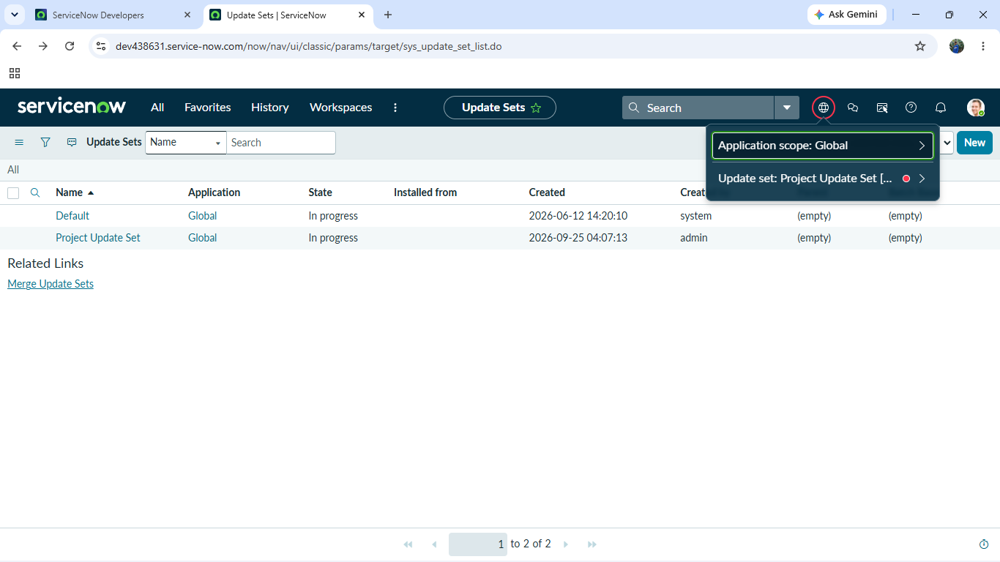 ServiceNow Developers
Update Sets | ServiceNow
Ask Gemini
dev438631.service-now.com/now/nav/ui/classic/params/target/sys_update_set_list.do
servicenow All Favorites History Workspaces Update Sets Search
Update Sets Name Search New
Application scope: Global
Update set: Project Update Set [...
All
Name Application State Installed from Created
Default Global In progress 2026-06-12 14:20:10 system (empty) (empty)
Project Update Set Global In progress 2026-09-25 04:07:13 admin (empty) (empty)
Related Links
Merge Update Sets
1 to 2 of 2